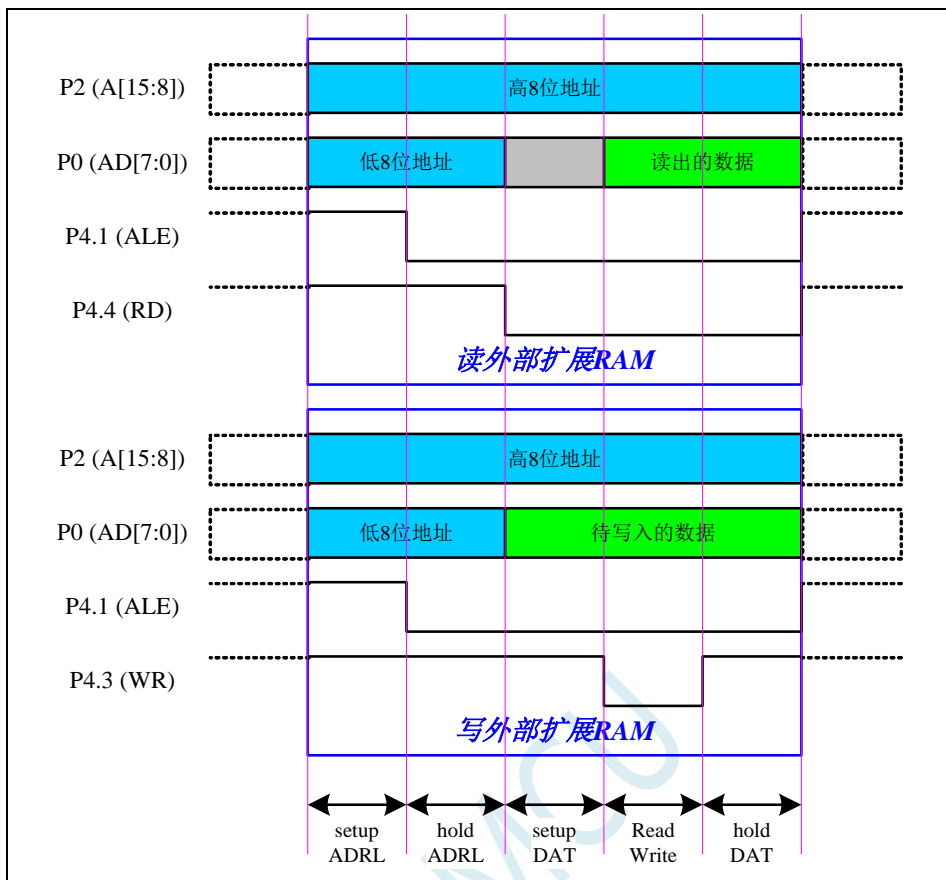 P2 (A[15:8])
高8位地址
P0 (AD[7:0])
低8位地址
读出的数据
P4.1 (ALE)
P4.4 (RD)
读外部扩展RAM
P2 (A[15:8])
高8位地址
P0 (AD[7:0])
低8位地址
待写入的数据
P4.1 (ALE)
P4.3 (WR)
写外部扩展RAM
MCU
setup
ADRL
hold
ADRL
setup
DAT
Read
Write
hold
DAT